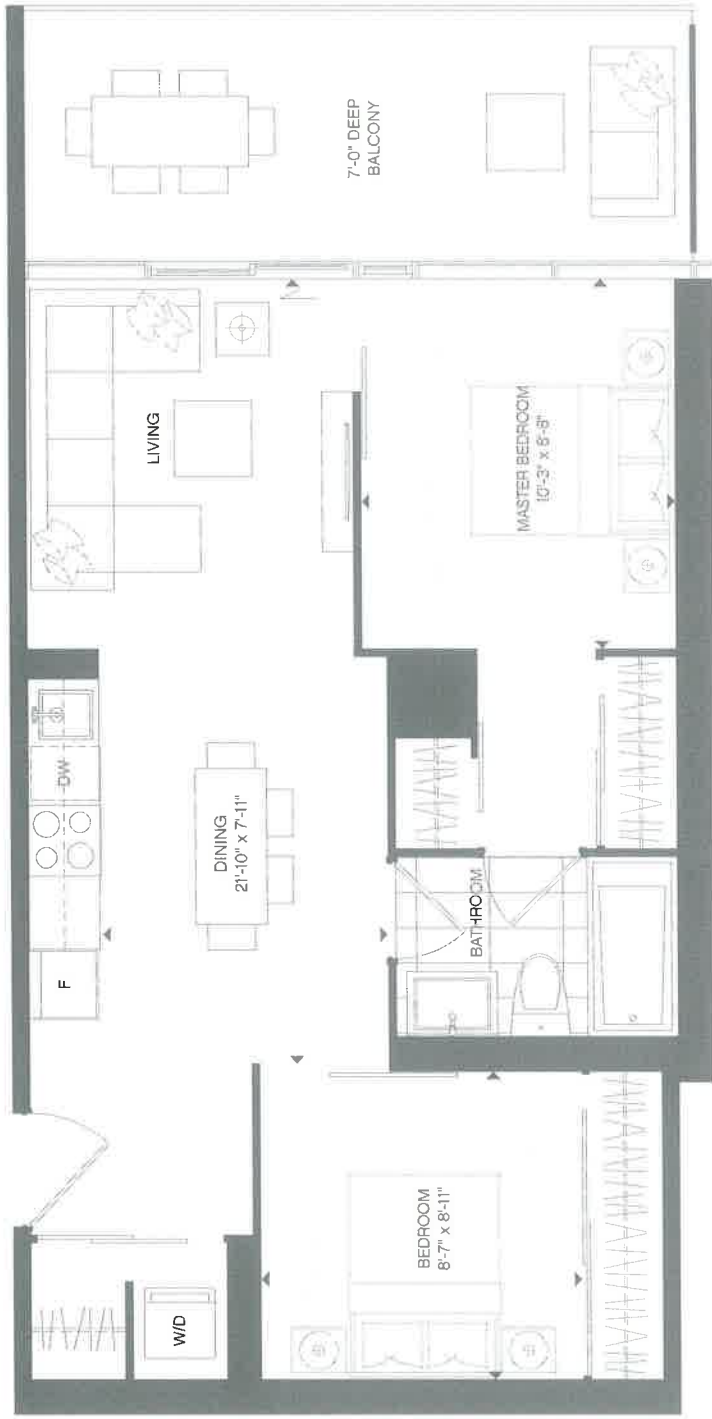 W/D
F
DW
LIVING
DINING
21'-10" x 7'-11"
7'-0" DEEP
BALCONY
BEDROOM
8'-7" x 8'-11"
BATHROOM
MASTER BEDROOM
10'-3" x 8'-8"